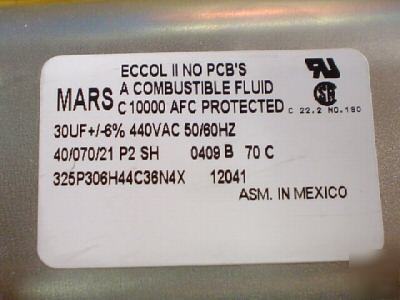 ECCOL II NO PCB'S
MARS A COMBUSTIBLE FLUID
C 10000 AFC PROTECTED
C 22.2 NO.190
30UF+/-6% 440VAC 50/60HZ
40/070/21 P2 SH 0409 B 70 C
325P306H44C36N4X 12041
ASM. IN MEXICO